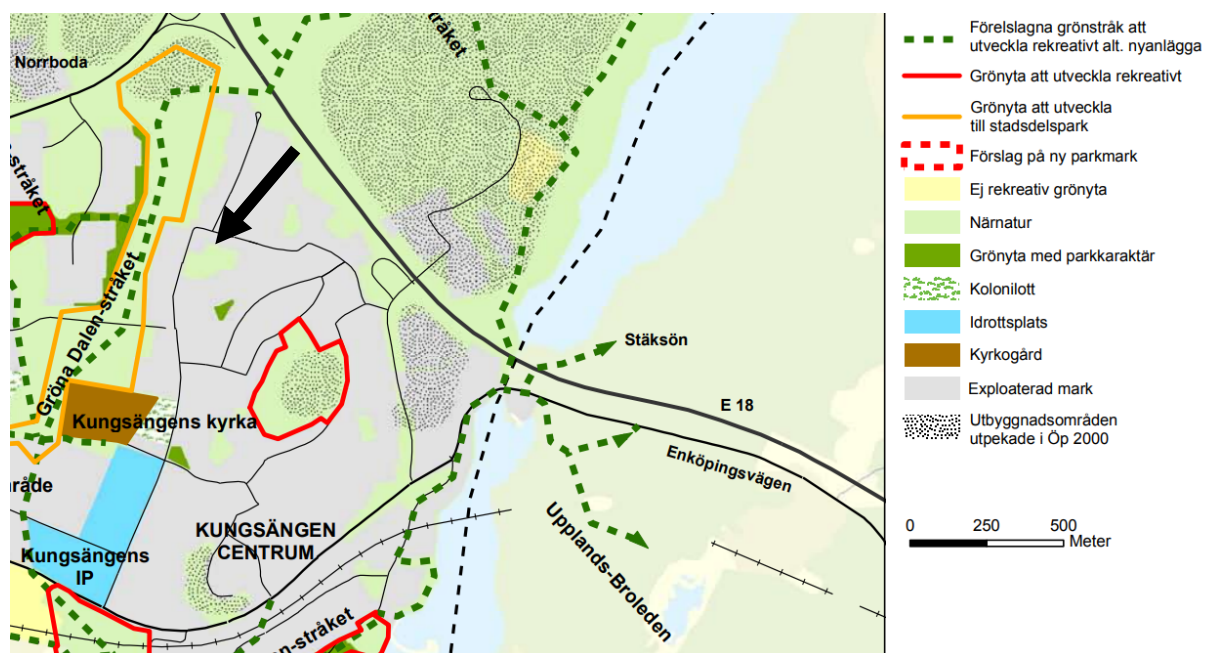 stråket
Norrboda
-stråket
Gröna Dalen-stråket
Stäksön
E 18
Kungsängens kyrka
Enköpingsvägen
råde
KUNGSÄNGEN
CENTRUM
Kungsängens
IP
Upplands-Broleden
en-stråket
Förelslagna grönstråk att
utveckla rekreativt alt. nyanlägga
Grönyta att utveckla rekreativt
Grönyta att utveckla
till stadsdelspark
Förslag på ny parkmark
Ej rekreativ grönyta
Närnatur
Grönyta med parkkaraktär
Kolonilott
Idrottsplats
Kyrkogård
Exploaterad mark
Utbyggnadsområden
utpekade i Öp 2000
0 250 500
Meter